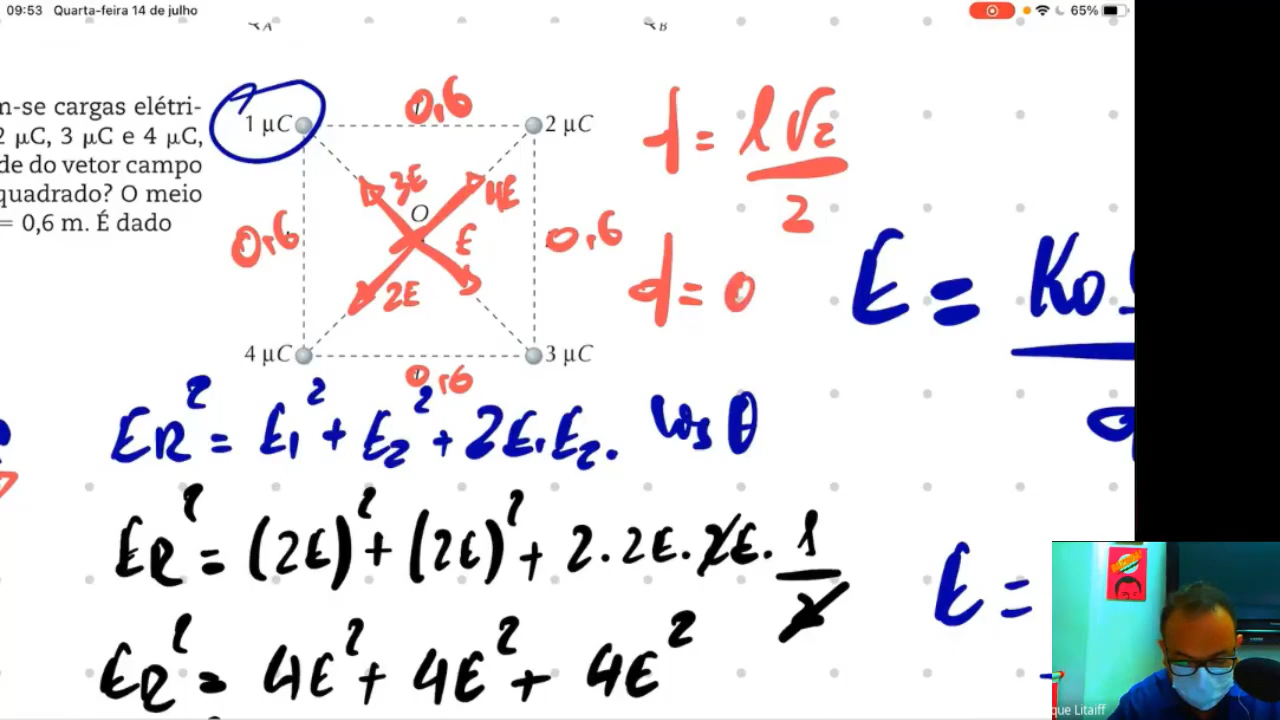 09:53 Quarta-feira 14 de julho
65%
A
B
m-se cargas elétri-
2 μC, 3 μC e 4 μC,
de do vetor campo
quadrado? O meio
= 0,6 m. É dado
1 μC
0,6
2 μC
3E
4E
O
0,6
E
0,6
2E
4 μC
3 μC
0,6
d = l√2/2
d = 0
E = K0
E =
ER² = E1² + E2² + 2E1E2. cos θ
ER² = (2E)² + (2E)² + 2.2E.2E. 1/2
ER² = 4E² + 4E² + 4E²
que Litaiff